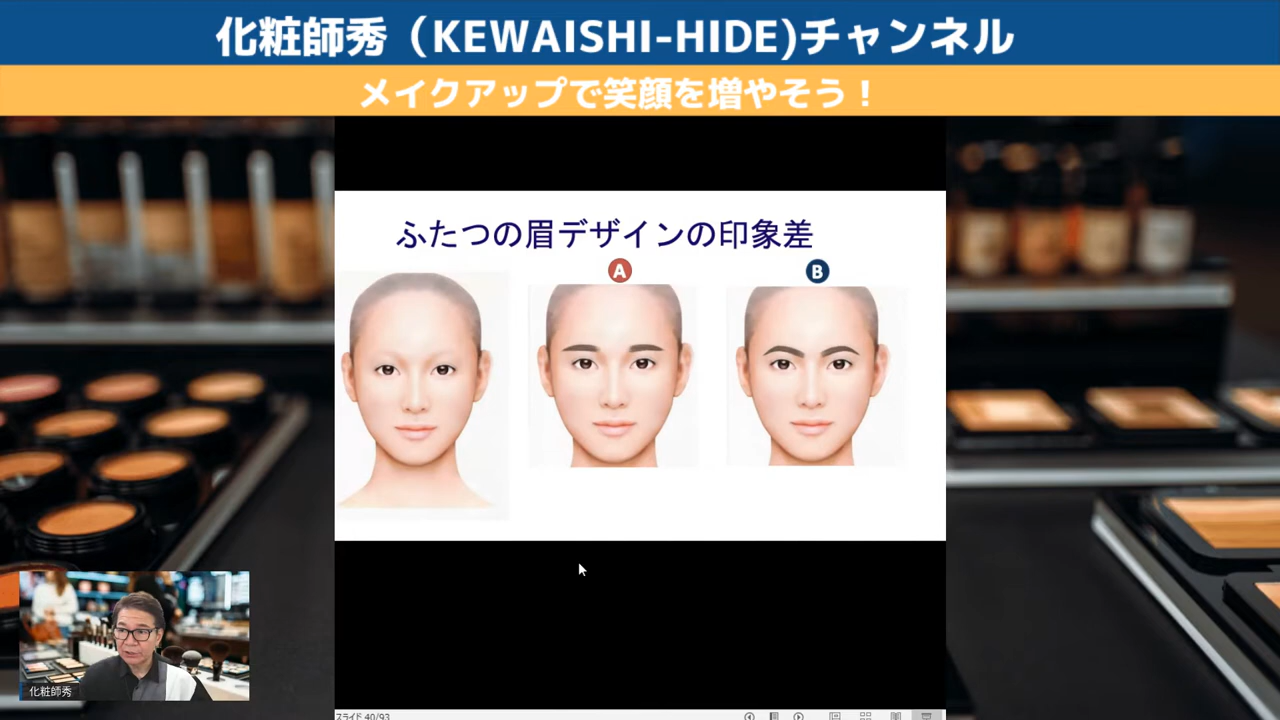 化粧師秀（KEWAISHI-HIDE)チャンネル
メイクアップで笑顔を増やそう！
ふたつの眉デザインの印象差
A
B
化粧師秀
スライド 40/93